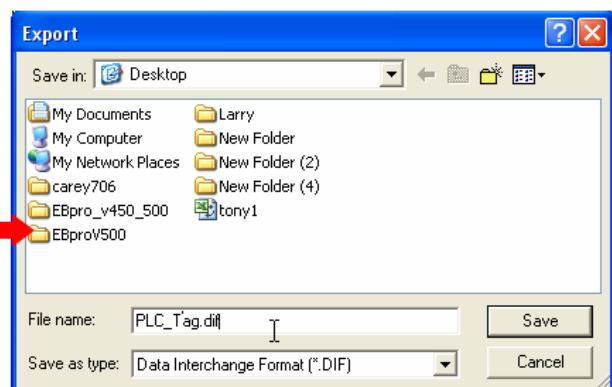 Export
Save in: Desktop
My Documents
My Computer
My Network Places
carey706
EBpro_v450_500
EBproV500
Larry
New Folder
New Folder (2)
New Folder (4)
tony1
File name: PLC_Tag.dif
Save
Save as type: Data Interchange Format (*.DIF)
Cancel